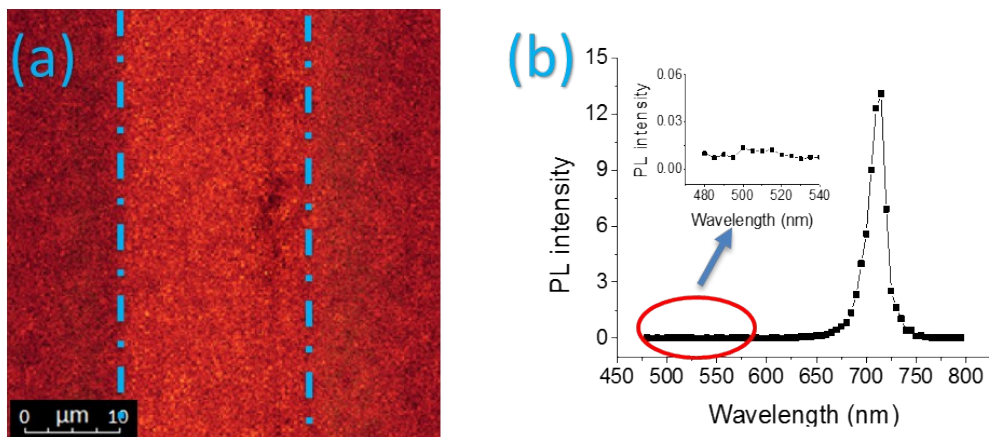 (a)
0 μm 10
(b)
15
12
9
6
3
0
PL intensity
450 500 550 600 650 700 750 800
Wavelength (nm)
0.06
0.03
0.00
PL intensity
480 500 520 540
Wavelength (nm)